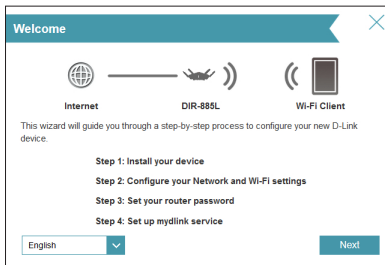 Welcome
Internet
DIR-885L
Wi-Fi Client
This wizard will guide you through a step-by-step process to configure your new D-Link
device.
Step 1: Install your device
Step 2: Configure your Network and Wi-Fi settings
Step 3: Set your router password
Step 4: Set up mydlink service
English
Next